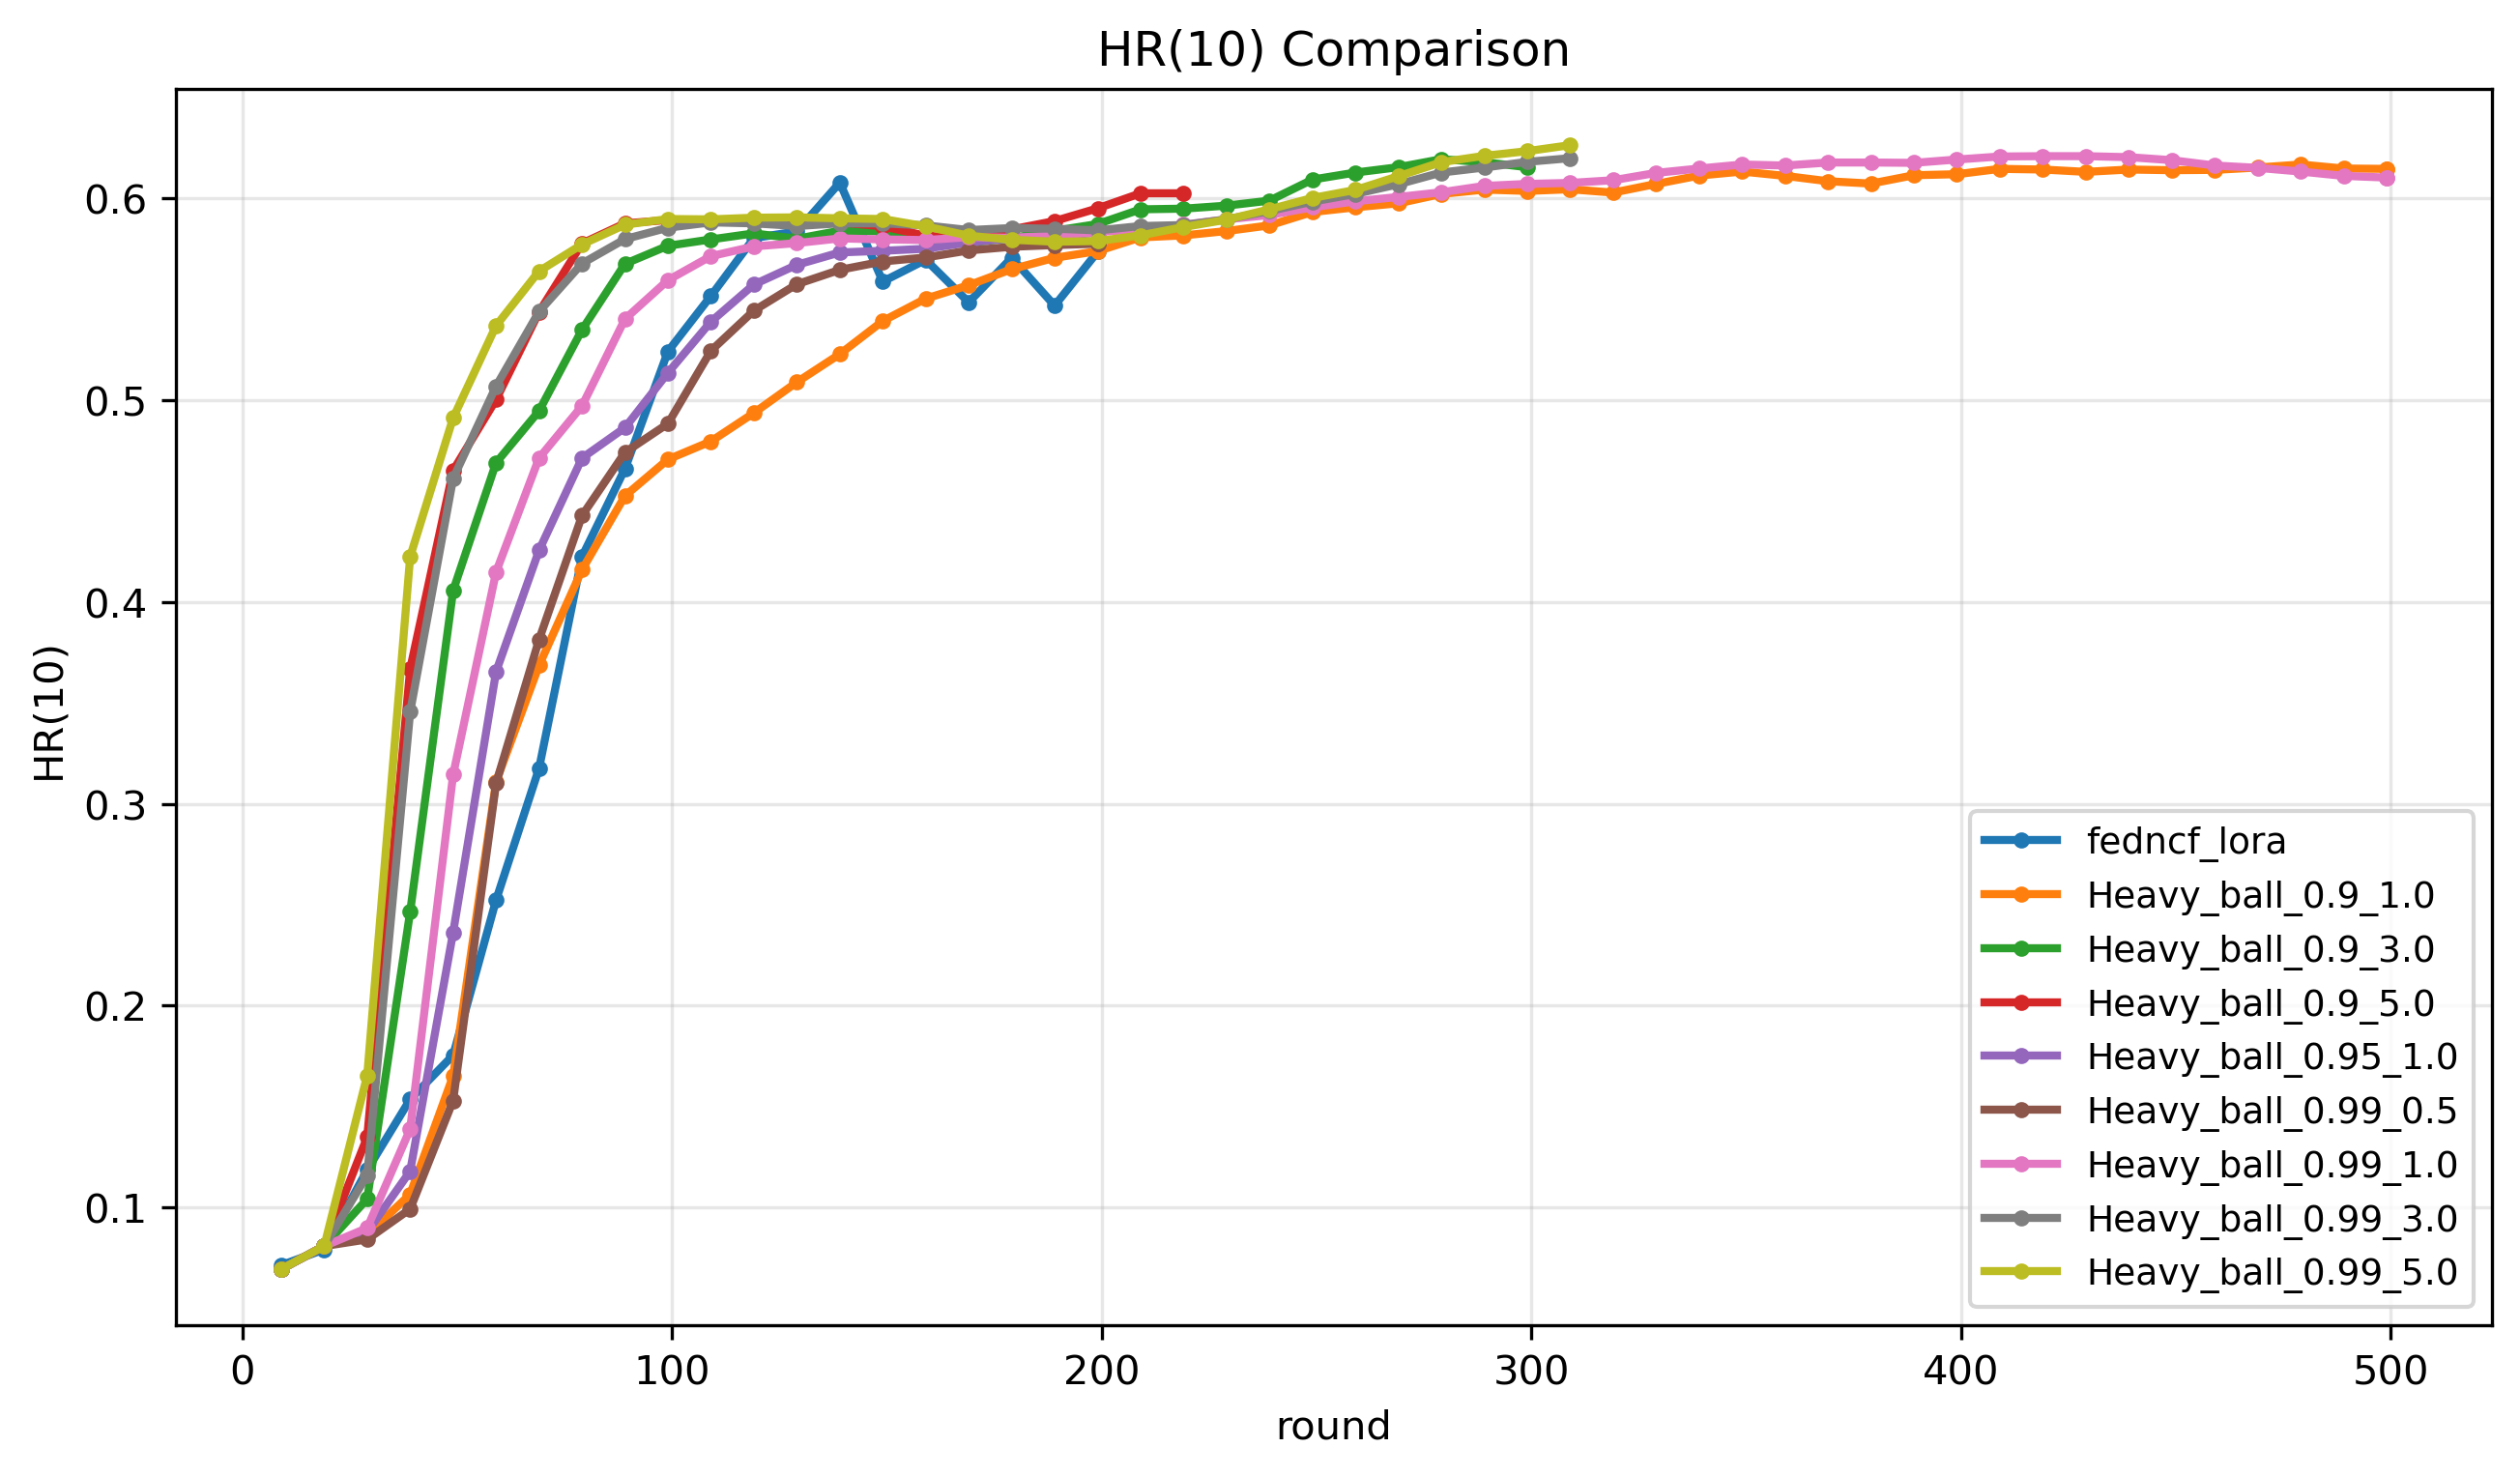 HR(10) Comparison
HR(10)
0.6
0.5
0.4
0.3
0.2
0.1
0
100
200
300
400
500
round
fedncf_lora
Heavy_ball_0.9_1.0
Heavy_ball_0.9_3.0
Heavy_ball_0.9_5.0
Heavy_ball_0.95_1.0
Heavy_ball_0.99_0.5
Heavy_ball_0.99_1.0
Heavy_ball_0.99_3.0
Heavy_ball_0.99_5.0